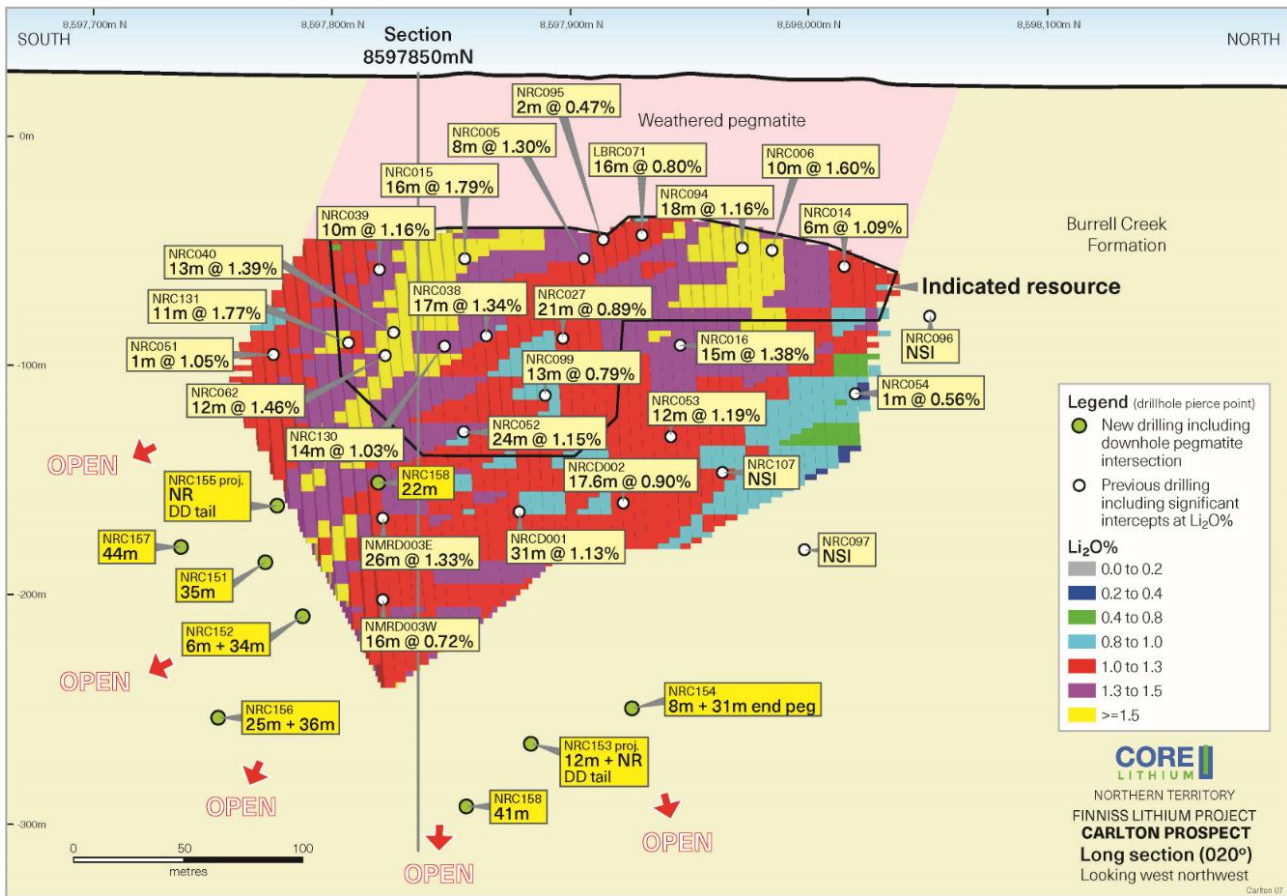 8,597,700m N
8,597,800m N
8,597,900m N
8,598,000m N
8,598,100m N
SOUTH
Section
8597850mN
NORTH
0m
-100m
-200m
-300m
Weathered pegmatite
Burrell Creek
Formation
Indicated resource
NRC095
2m @ 0.47%
NRC005
8m @ 1.30%
LBRC071
16m @ 0.80%
NRC006
10m @ 1.60%
NRC015
16m @ 1.79%
NRC094
18m @ 1.16%
NRC014
6m @ 1.09%
NRC039
10m @ 1.16%
NRC040
13m @ 1.39%
NRC038
17m @ 1.34%
NRC027
21m @ 0.89%
NRC131
11m @ 1.77%
NRC051
1m @ 1.05%
NRC016
15m @ 1.38%
NRC096
NSI
NRC099
13m @ 0.79%
NRC062
12m @ 1.46%
NRC053
12m @ 1.19%
NRC054
1m @ 0.56%
NRC130
14m @ 1.03%
NRC052
24m @ 1.15%
NRC158
22m
NRCD002
17.6m @ 0.90%
NRC107
NSI
OPEN
NRC155 proj.
NR
DD tail
NRC157
44m
NMRD003E
26m @ 1.33%
NRCD001
31m @ 1.13%
NRC097
NSI
NRC151
35m
NRC152
6m + 34m
NMRD003W
16m @ 0.72%
OPEN
NRC156
25m + 36m
NRC154
8m + 31m end peg
NRC153 proj.
12m + NR
DD tail
NRC158
41m
OPEN
OPEN
OPEN
0
50
100
metres
Legend (drillhole pierce point)
New drilling including
downhole pegmatite
intersection
Previous drilling
including significant
intercepts at Li₂O%
Li₂O%
0.0 to 0.2
0.2 to 0.4
0.4 to 0.8
0.8 to 1.0
1.0 to 1.3
1.3 to 1.5
>=1.5
CORE
LITHIUM
NORTHERN TERRITORY
FINNISS LITHIUM PROJECT
CARLTON PROSPECT
Long section (020º)
Looking west northwest
Carlton 07